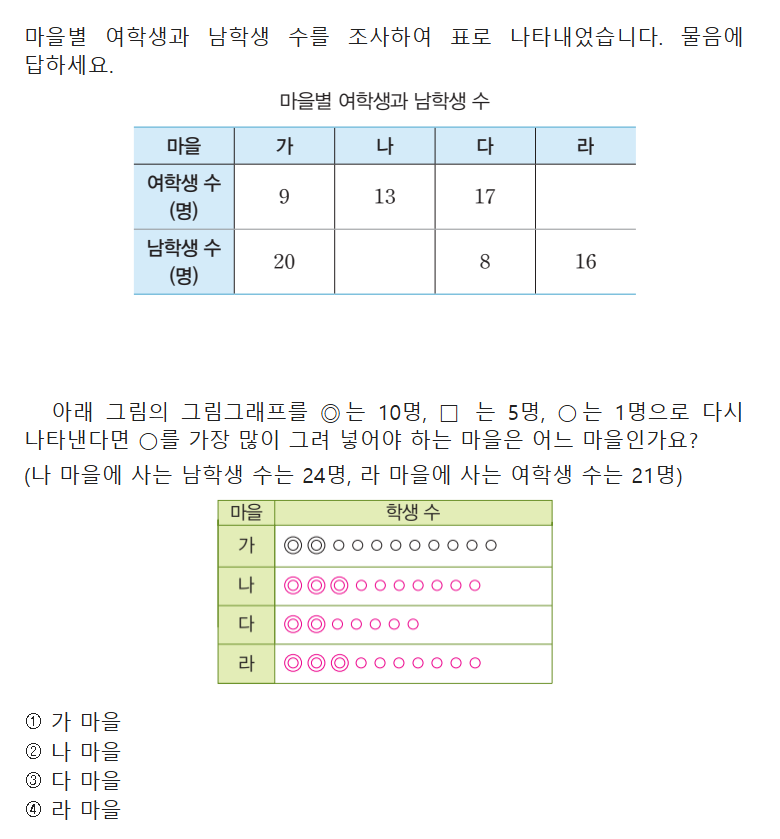 마을별 여학생과 남학생 수를 조사하여 표로 나타내었습니다. 물음에
답하세요.
마을별 여학생과 남학생 수
마을 가 나 다 라
여학생 수
(명) 9 13 17
남학생 수
(명) 20 8 16
아래 그림의 그림그래프를 ◎는 10명, □ 는 5명, ○는 1명으로 다시
나타낸다면 ○를 가장 많이 그려 넣어야 하는 마을은 어느 마을인가요?
(나 마을에 사는 남학생 수는 24명, 라 마을에 사는 여학생 수는 21명)
마을 학생 수
가 ◎◎○○○○○○○○○
나 ◎◎◎○○○○○○○
다 ◎◎○○○○○
라 ◎◎◎○○○○○○○
① 가 마을
② 나 마을
③ 다 마을
④ 라 마을